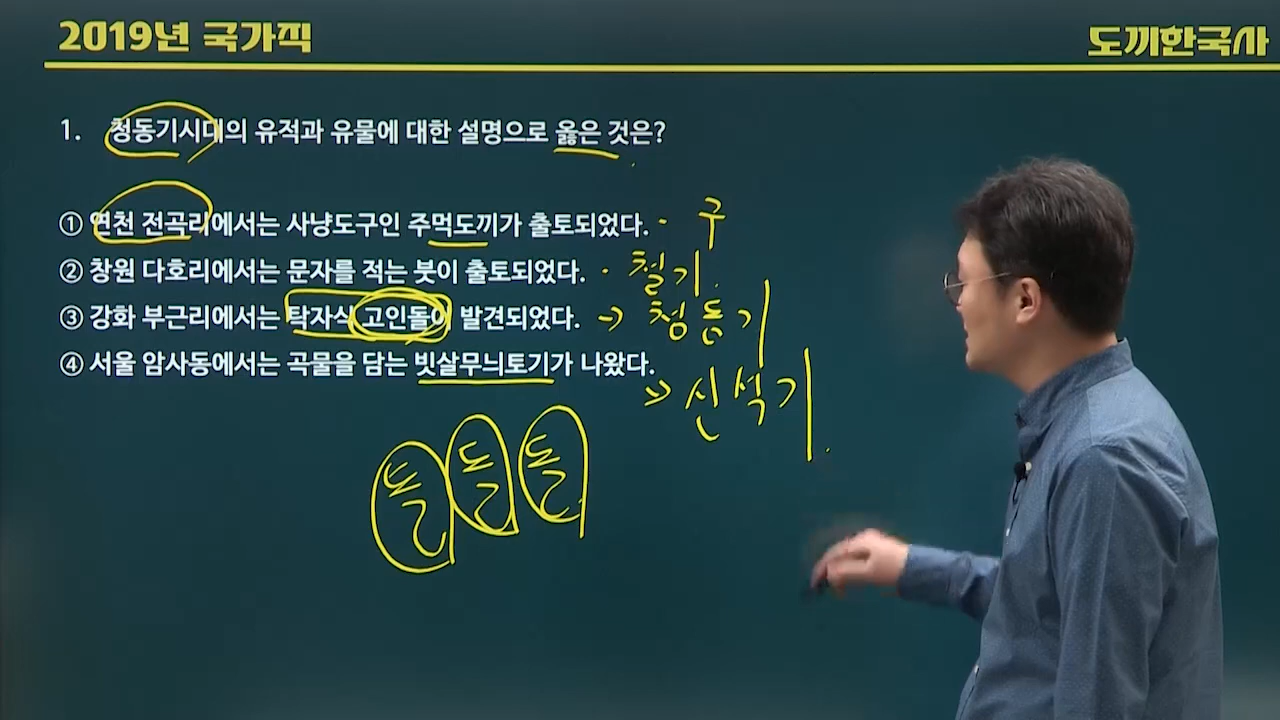 2019년 국가직
도끼한국사
1. 청동기시대의 유적과 유물에 대한 설명으로 옳은 것은?
① 연천 전곡리에서는 사냥도구인 주먹도끼가 출토되었다. 구
② 창원 다호리에서는 문자를 적는 붓이 출토되었다. 철기
③ 강화 부근리에서는 탁자식 고인돌이 발견되었다. → 청동기
④ 서울 암사동에서는 곡물을 담는 빗살무늬토기가 나왔다. → 신석기
돌 돌 돌